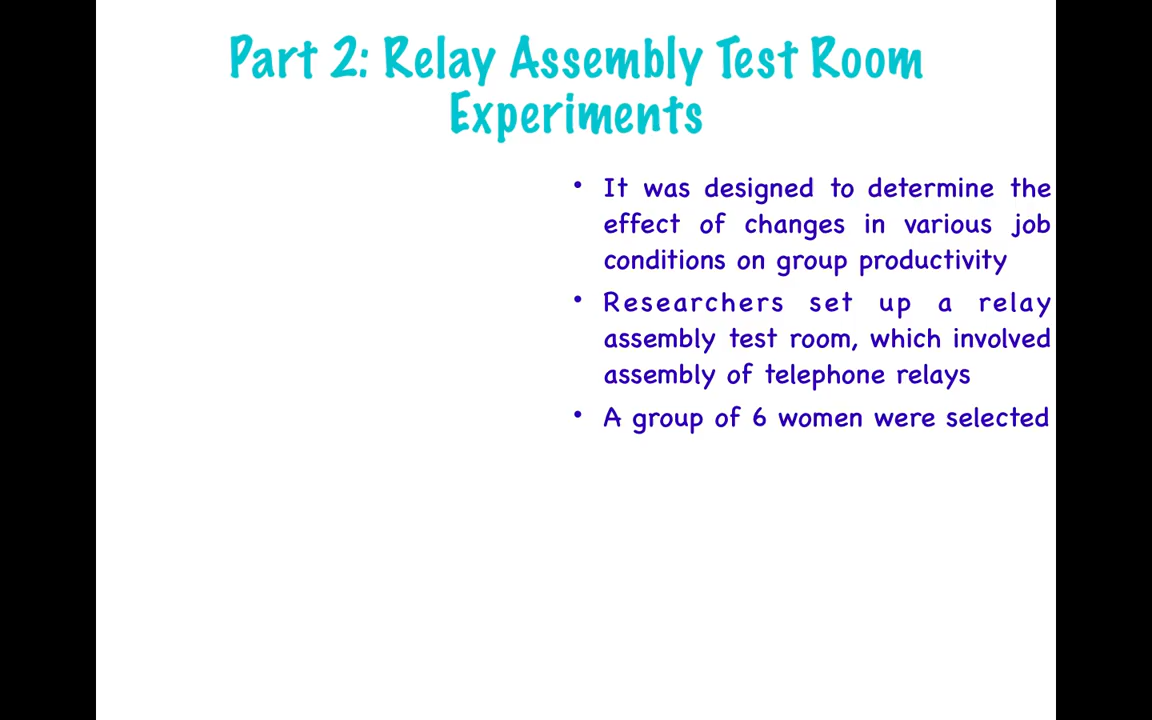 Part 2: Relay Assembly Test Room
Experiments
• It was designed to determine the
effect of changes in various job
conditions on group productivity
• Researchers set up a relay
assembly test room, which involved
assembly of telephone relays
• A group of 6 women were selected